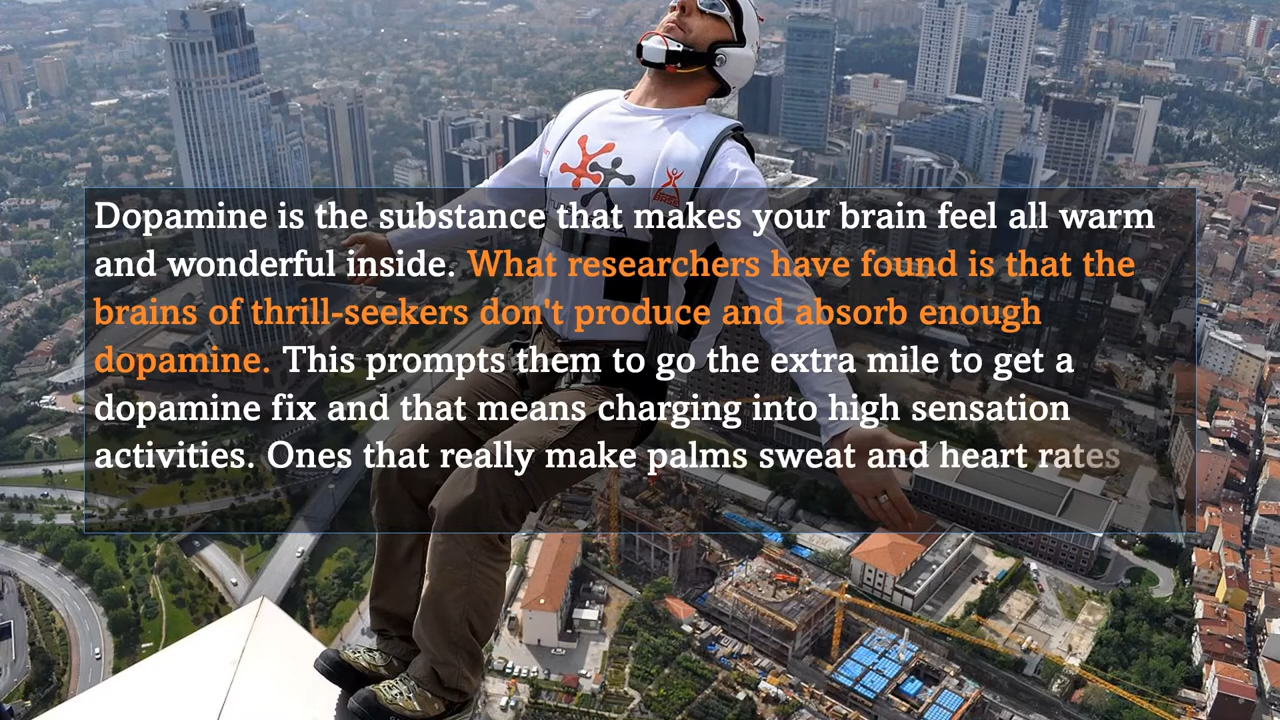 Dopamine is the substance that makes your brain feel all warm
and wonderful inside. What researchers have found is that the
brains of thrill-seekers don't produce and absorb enough
dopamine. This prompts them to go the extra mile to get a
dopamine fix and that means charging into high sensation
activities. Ones that really make palms sweat and heart rates